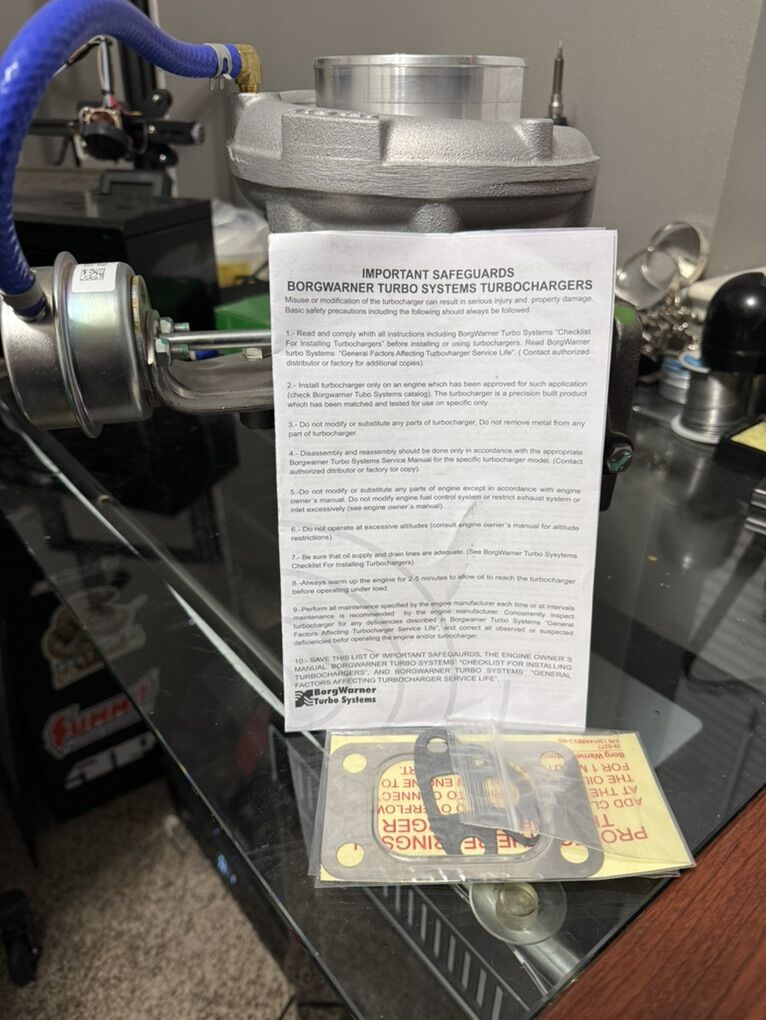 IMPORTANT SAFEGUARDS
BORGWARNER TURBO SYSTEMS TURBOCHARGERS
Misuse or modification of the turbocharger can result in serious injury and property damage.
Basic safety precautions including the following should always be followed.
1.- Read and comply whith all instructions including BorgWarner Turbo Systems "Checklist
For Installing Turbochargers" before installing or using turbochargers. Read BorgWarner
turbo Systems "General Factors Affecting Turbovharger Service Life". ( Contact authorized
distributor or factory for additional copies).
2.- Install turbocharger only on an engine which has been approved for such application
(check Borgwarner Tubo Systems catalog). The turbocharger is a precision built product
which has been matched and tested for use on specific only.
3.- Do not modify or substitute any parts of turbocharger, Do not remove metal from any
part of turbocharger.
4.- Disassembly and reassembly should be done only in accordance with the appropriate
Borgwarner Turbo Systems Service Manual for the specific turbocharger model. (Contact
authorized ditributor or factory tor copy).
5.-Do not modify or substitute any parts of engine except in accordance with engine
owner´s manual. Do not modify engine fuel control system or restrict exhaust system or
inlet excessively (see engine owner´s manual).
6.- Do not operate at excessive altitudes (consult engine owner´s manual for altitude
restrictions).
7.- Be sure that oil supply and drain lines are adequate. (See BorgWarner Turbo Sysytems
Checklist For Installing Turbochargers).
8.-Always warm up the engine for 2-5 minutes to allow oil to reach the turbocharger
before operating under load.
9.-Perform all maintenance specified by the engine manufacturer each time or at intervals
maintenance is recommended by the engine manufacturer. Concurrently inspect
turbocharger for any deficiencies described in Borgwarner Turbo Systems "General
Factors Affecting Turbocharger Service Life", and correct all observed or suspected
deficiencies befor operating the engine and/or turbocharger.
10.- SAVE THIS LIST OF IMPORTANT SAFEGAURDS, THE ENGINE OWNER´S
MANUAL, BORGWARNER TURBO SYSTEMS´ "CHECKLIST FOR INSTALLING
TURBOCHARGERS", AND BORGWARNER TURBO SYSTEMS´ "GENERAL
FACTORS AFFECTING TURBOCHARGER SERVICE LIFE".
BorgWarner
Turbo Systems
SUMMIT
PRO
ADD
AT THE
THE OIL
FOR 1 M
Borg Warner